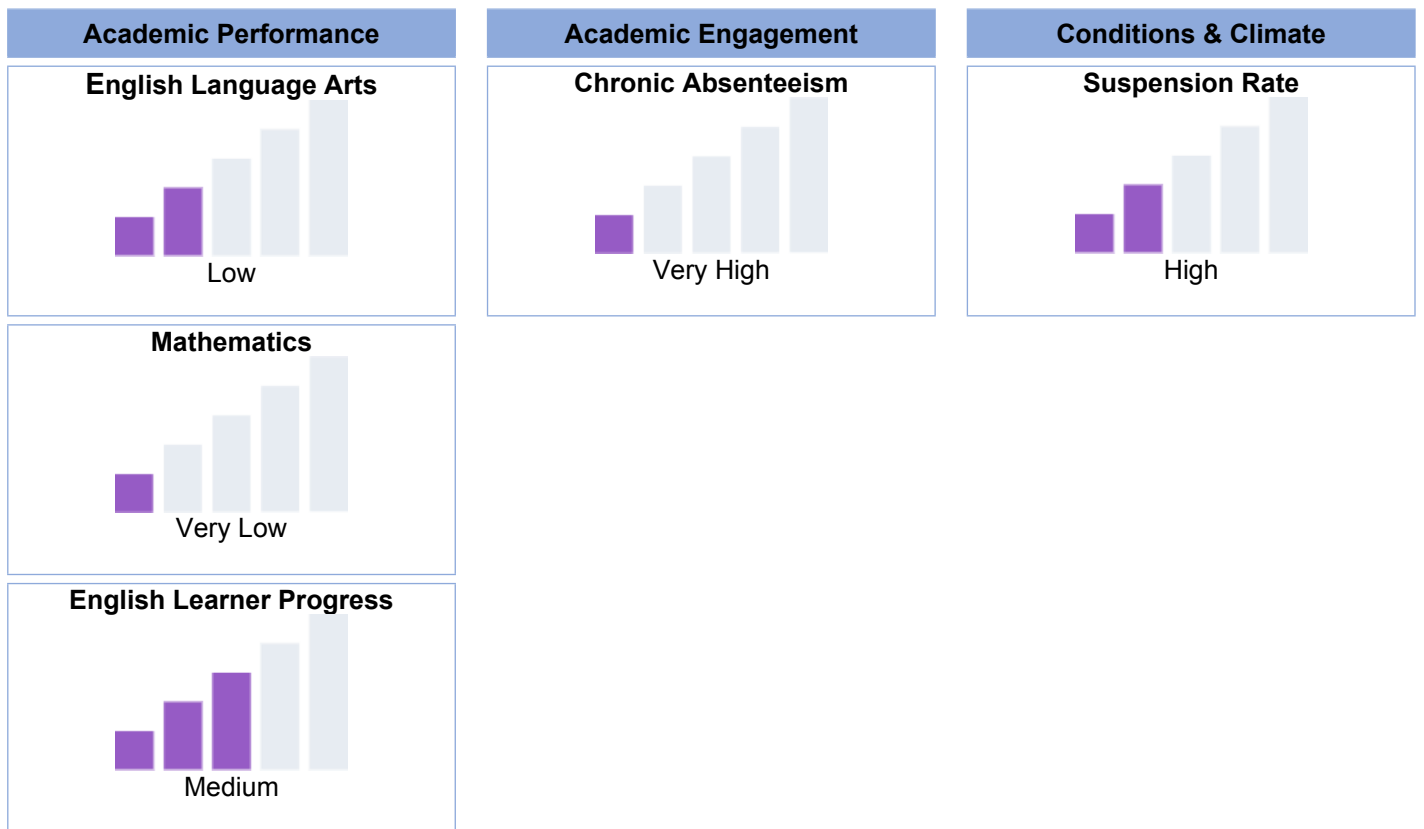 Academic Performance
English Language Arts
Low
Mathematics
Very Low
English Learner Progress
Medium
Academic Engagement
Chronic Absenteeism
Very High
Conditions & Climate
Suspension Rate
High